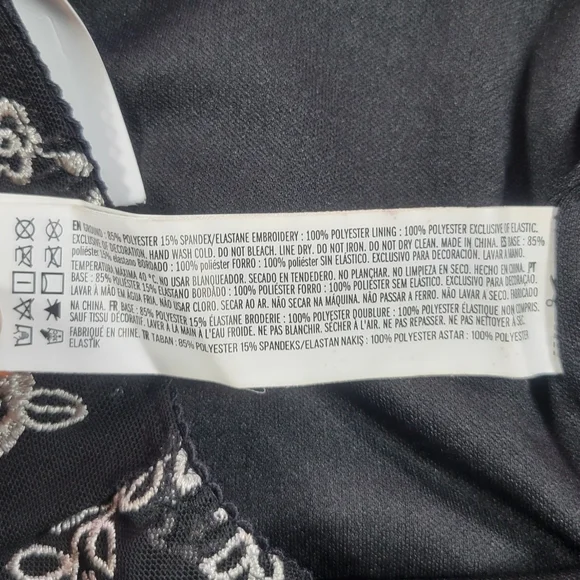 EN GROUND : 85% POLYESTER 15% SPANDEX/ELASTANE EMBROIDERY : 100% POLYESTER LINING : 100% POLYESTER EXCLUSIVE OF ELASTIC.
EXCLUSIVE OF DECORATION. HAND WASH COLD. DO NOT BLEACH. LINE DRY. DO NOT IRON. DO NOT DRY CLEAN. MADE IN CHINA. ES BASE : 85%
poliéster 15% elastano BORDADO : 100% poliéster FORRO : 100% poliéster SIN ELÁSTICO. EXCLUSIVO PARA DECORACIÓN. LAVAR A MANO.
TEMPERATURA MÁXIMA 40 °C. NO USAR BLANQUEADOR. SECAR EN TENDEDERO. NO PLANCHAR. NO LIMPIEZA EN SECO. HECHO EN CHINA. PT
BASE : 85% POLIÉSTER 15% ELASTANO BORDADO : 100% POLIÉSTER FORRO : 100% POLIÉSTER SEM ELÁSTICO. EXCLUSIVO PARA DECORAÇÃO.
LAVAR À MÃO EM ÁGUA FRIA. NÃO USAR CLORO. SECAR AO AR. NÃO SECAR NA MÁQUINA. NÃO PASSAR A FERRO. NÃO LAVAR A SECO. FABRICADO
NA CHINA. FR BASE : 85% POLYESTER 15% ÉLASTANE BRODERIE : 100% POLYESTER DOUBLURE : 100% POLYESTER ÉLASTIQUE NON COMPRIS.
SAUF TISSU DÉCORATIF. LAVER À LA MAIN À L'EAU FROIDE. NE PAS BLANCHIR. SÉCHER À L'AIR. NE PAS REPASSER. NE PAS NETTOYER À SEC.
FABRIQUÉ EN CHINE. TR TABAN : 85% POLYESTER 15% SPANDEKS/ELASTAN NAKIŞ : 100% POLYESTER ASTAR : 100% POLYESTER
ELASTİK